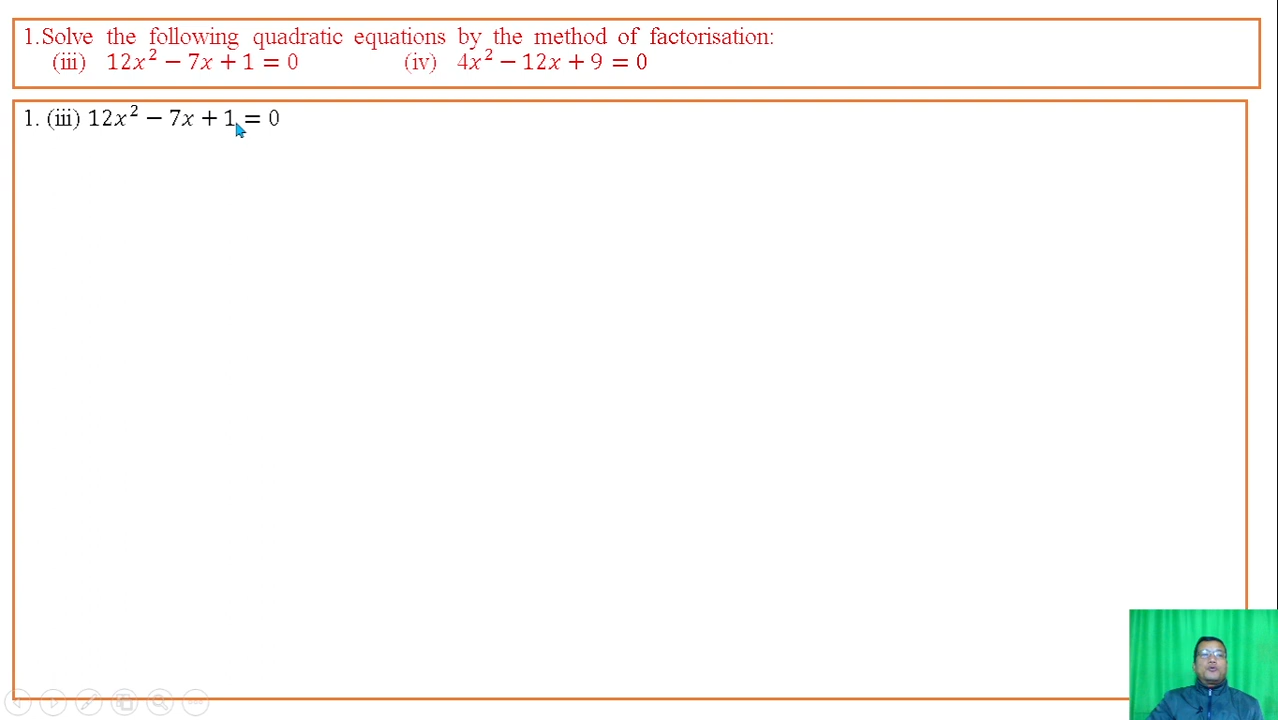 1.Solve the following quadratic equations by the method of factorisation:
(iii) 12x² − 7x + 1 = 0 (iv) 4x² − 12x + 9 = 0
1. (iii) 12x² − 7x + 1 = 0